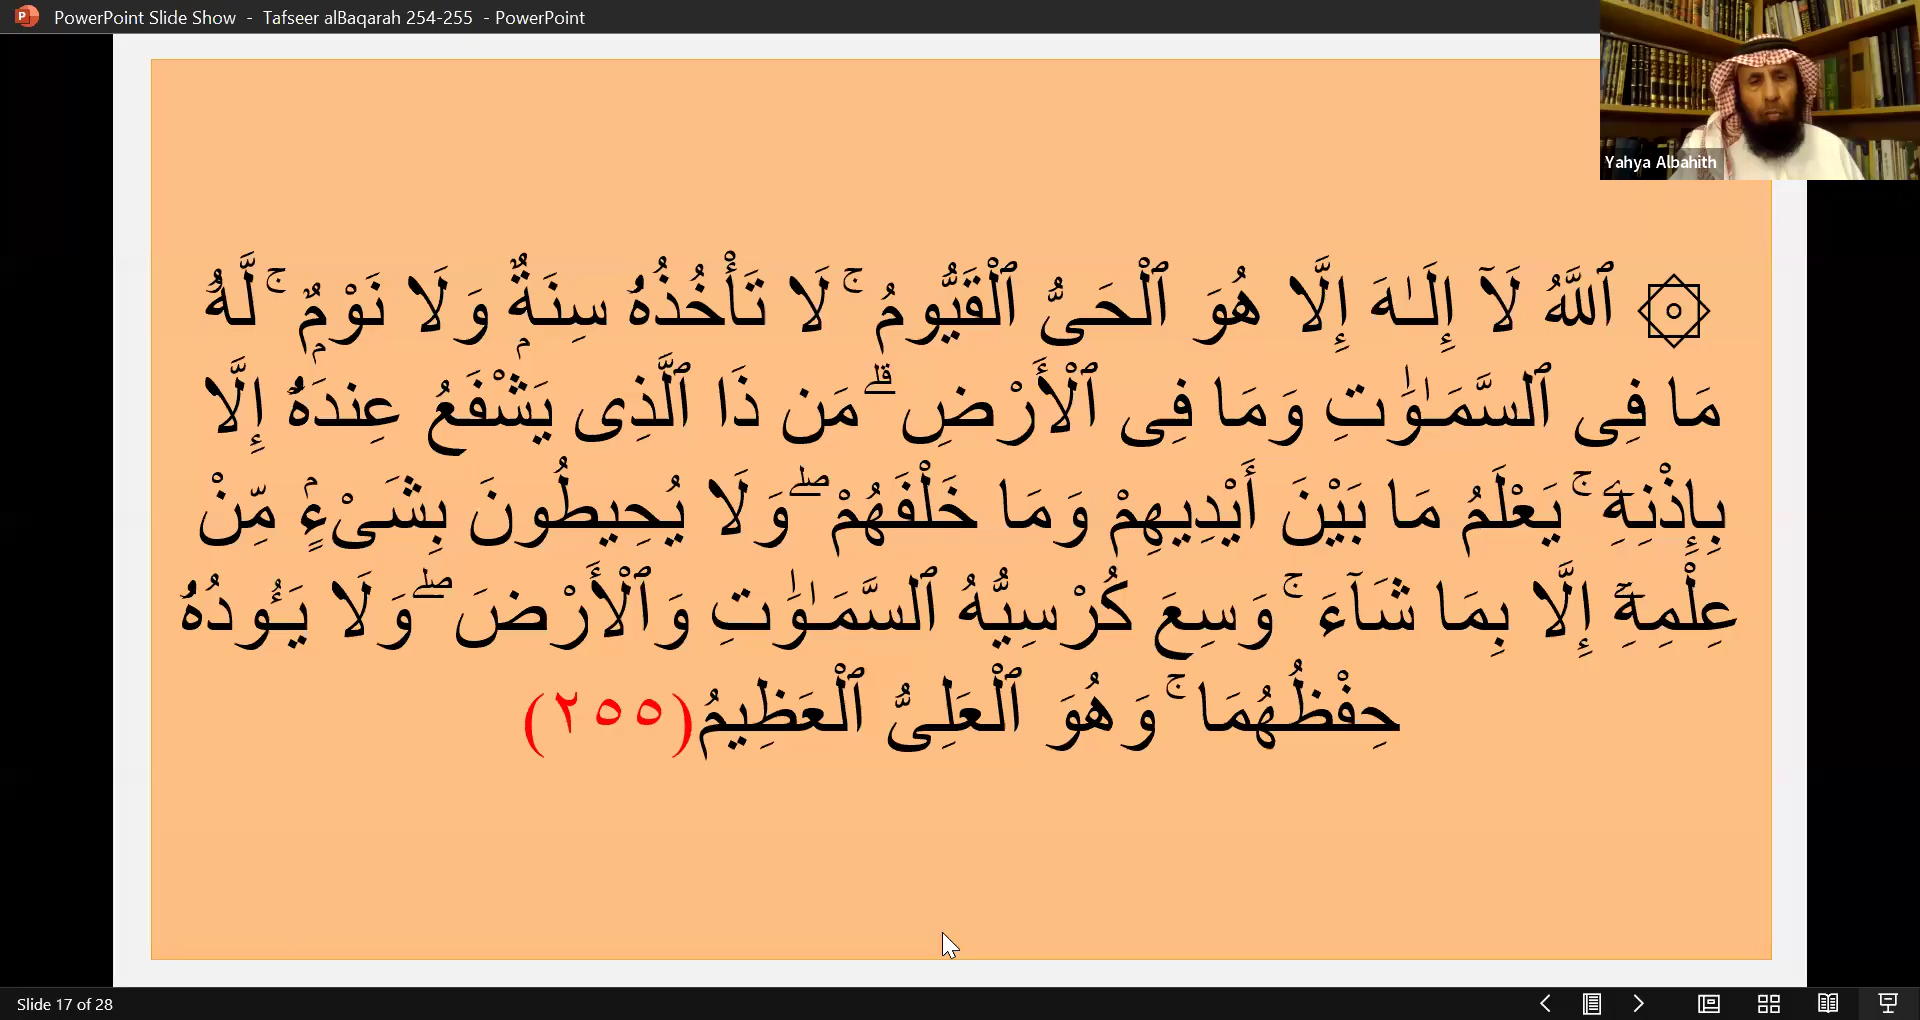 PowerPoint Slide Show - Tafseer alBaqarah 254-255 - PowerPoint
Yahya Albahith
۞ ٱللَّهُ لَآ إِلَـٰهَ إِلَّا هُوَ ٱلْحَىُّ ٱلْقَيُّومُ ۚ لَا تَأْخُذُهُۥ سِنَةٌۭ وَلَا نَوْمٌۭ ۚ لَّهُۥ
مَا فِى ٱلسَّمَـٰوَٰتِ وَمَا فِى ٱلْأَرْضِ ۗ مَن ذَا ٱلَّذِى يَشْفَعُ عِندَهُۥٓ إِلَّا
بِإِذْنِهِۦ ۚ يَعْلَمُ مَا بَيْنَ أَيْدِيهِمْ وَمَا خَلْفَهُمْ ۖ وَلَا يُحِيطُونَ بِشَىْءٍۢ مِّنْ
عِلْمِهِۦٓ إِلَّا بِمَا شَآءَ ۚ وَسِعَ كُرْسِيُّهُ ٱلسَّمَـٰوَٰتِ وَٱلْأَرْضَ ۖ وَلَا يَـُٔودُهُۥ
حِفْظُهُمَا ۚ وَهُوَ ٱلْعَلِىُّ ٱلْعَظِيمُ(٢٥٥)
Slide 17 of 28